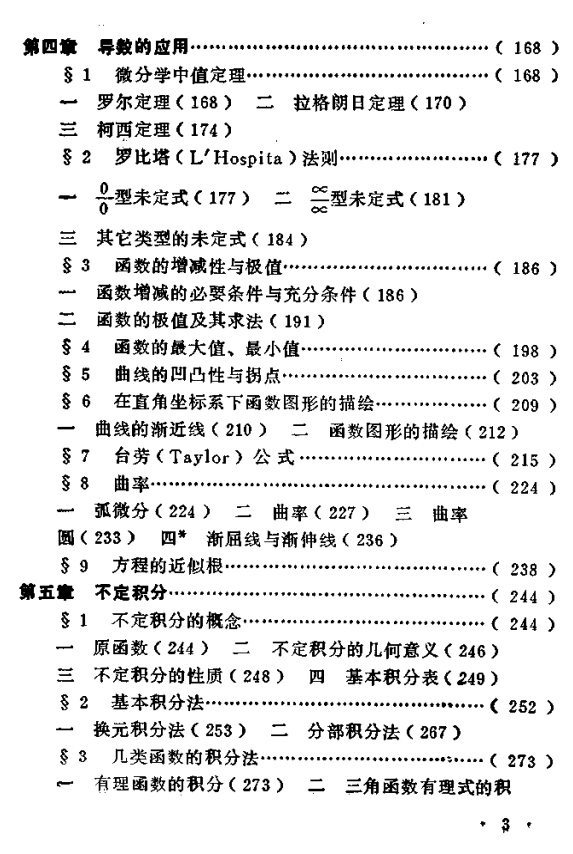 第四章 导数的应用……………………………………( 168 )
§ 1 微分学中值定理……………………………( 168 )
一 罗尔定理( 168 ) 二 拉格朗日定理( 170 )
三 柯西定理( 174 )
§ 2 罗比塔( L′Hospita )法则…………………( 177 )
一 0/0型未定式( 177 ) 二 ∞/∞型未定式( 181 )
三 其它类型的未定式( 184 )
§ 3 函数的增减性与极值………………………( 186 )
一 函数增减的必要条件与充分条件( 186 )
二 函数的极值及其求法( 191 )
§ 4 函数的最大值、最小值……………………( 198 )
§ 5 曲线的凹凸性与拐点………………………( 203 )
§ 6 在直角坐标系下函数图形的描绘…………( 209 )
一 曲线的渐近线( 210 ) 二 函数图形的描绘( 212 )
§ 7 台劳( Taylor ) 公 式……………………( 215 )
§ 8 曲率…………………………………………( 224 )
一 弧微分( 224 ) 二 曲率( 227 ) 三 曲率
圆( 233 ) 四* 渐屈线与渐伸线( 236 )
§ 9 方程的近似根………………………………( 238 )
第五章 不定积分………………………………………( 244 )
§ 1 不定积分的概念……………………………( 244 )
一 原函数( 244 ) 二 不定积分的几何意义( 246 )
三 不定积分的性质( 248 ) 四 基本积分表( 249 )
§ 2 基本积分法…………………………………( 252 )
一 换元积分法( 253 ) 二 分部积分法( 267 )
§ 3 几类函数的积分法…………………………( 273 )
一 有理函数的积分( 273 ) 二 三角函数有理式的积
· 3 ·